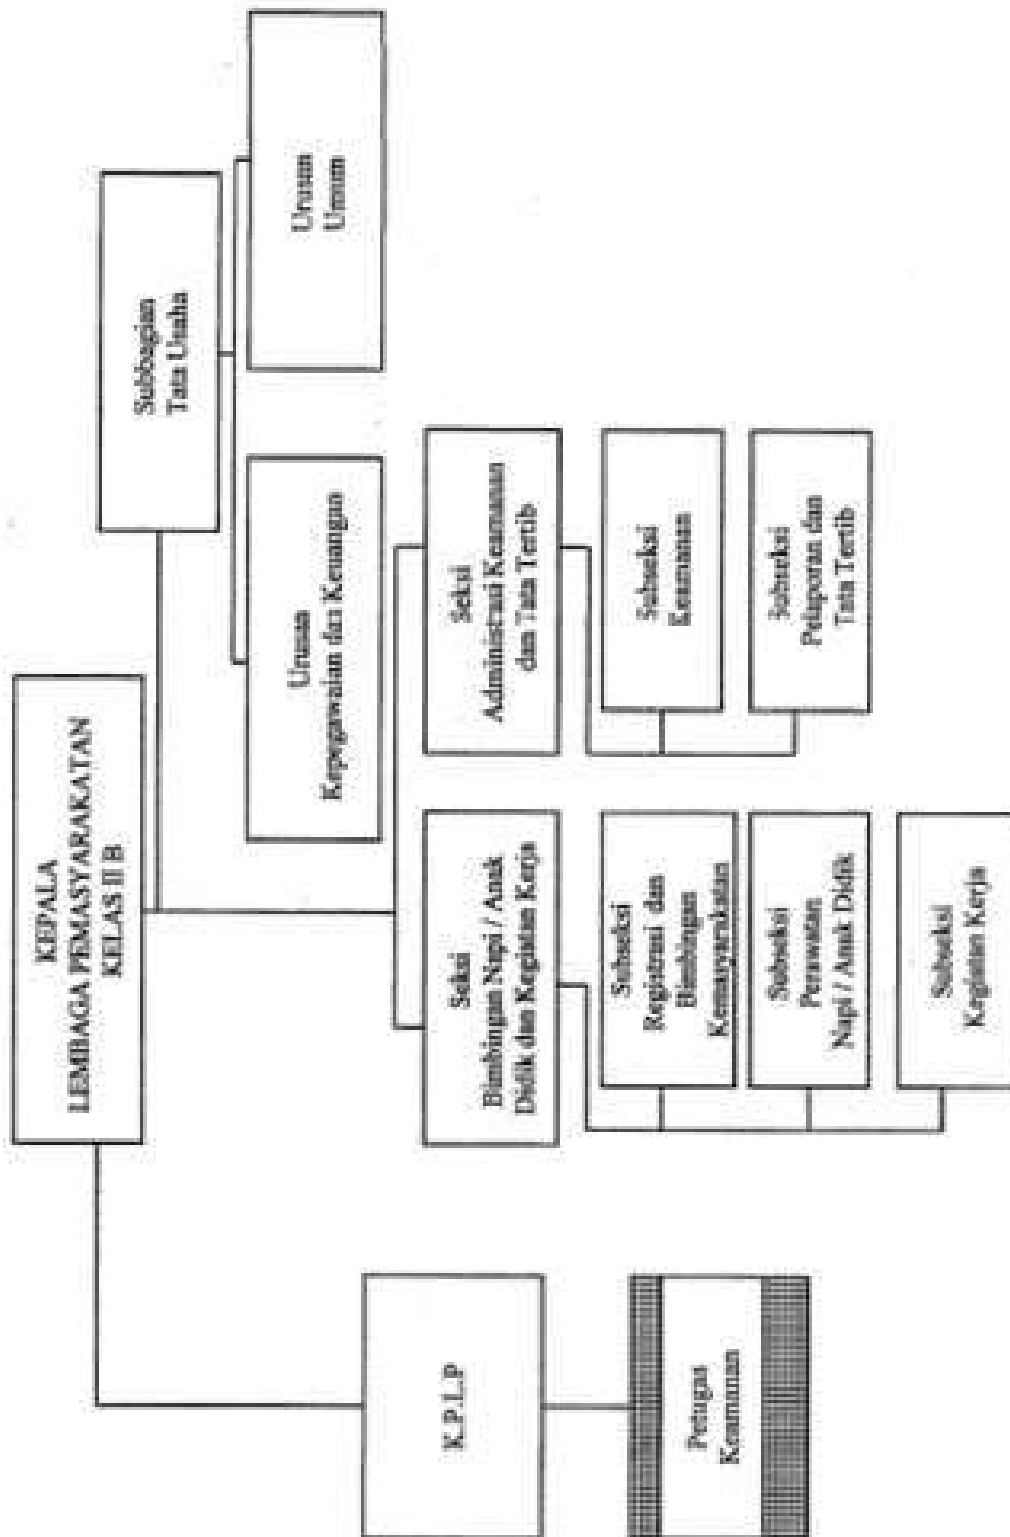 KEPALA
LEMBAGA PEMASYARAKATAN
KELAS II B
Subbagian
Tata Usaha
Urusan
Kepegawaian dan Keuangan
Urusan
Umum
K.P.L.P
Seksi
Bimbingan Napi / Anak
Didik dan Kegiatan Kerja
Seksi
Administrasi Keamanan
dan Tata Tertib
Petugas
Keamanan
Subseksi
Registrasi dan
Bimbingan
Kemasyarakatan
Subseksi
Keamanan
Subseksi
Perawatan
Napi / Anak Didik
Subseksi
Pelaporan dan
Tata Tertib
Subseksi
Kegiatan Kerja